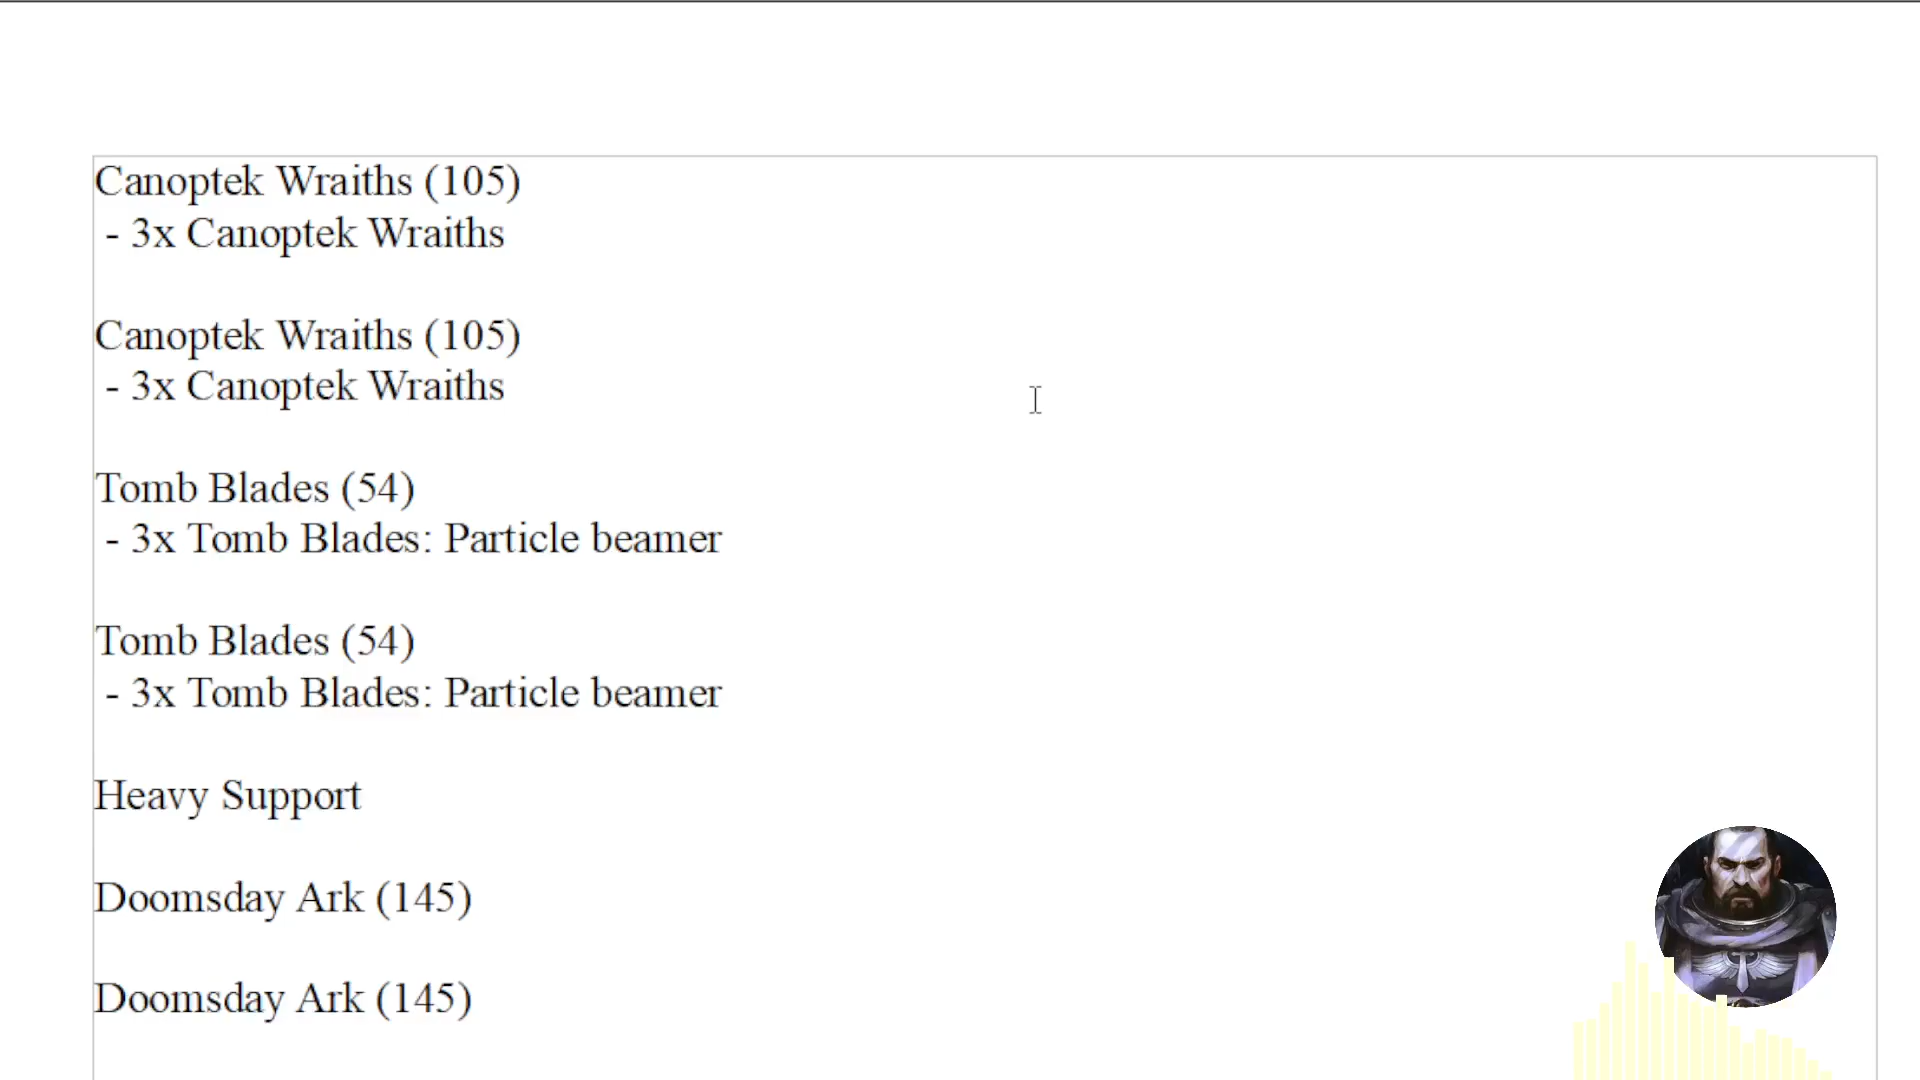 Canoptek Wraiths (105)
- 3x Canoptek Wraiths
Canoptek Wraiths (105)
- 3x Canoptek Wraiths
Tomb Blades (54)
- 3x Tomb Blades: Particle beamer
Tomb Blades (54)
- 3x Tomb Blades: Particle beamer
Heavy Support
Doomsday Ark (145)
Doomsday Ark (145)